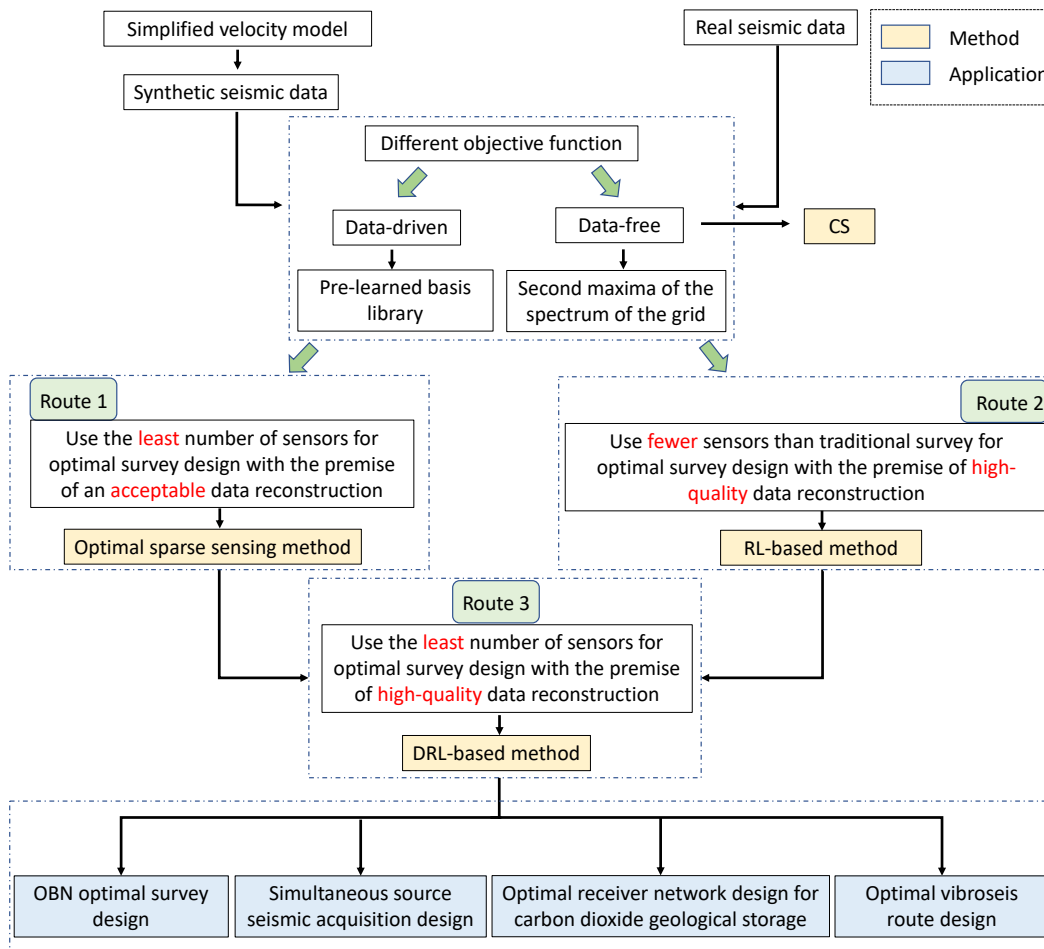 Simplified velocity model
Real seismic data
Method
Application
Synthetic seismic data
Different objective function
Data-driven
Data-free
CS
Pre-learned basis
library
Second maxima of the
spectrum of the grid
Route 1
Use the least number of sensors for
optimal survey design with the premise
of an acceptable data reconstruction
Optimal sparse sensing method
Route 2
Use fewer sensors than traditional survey for
optimal survey design with the premise of high-
quality data reconstruction
RL-based method
Route 3
Use the least number of sensors for
optimal survey design with the premise
of high-quality data reconstruction
DRL-based method
OBN optimal survey
design
Simultaneous source
seismic acquisition design
Optimal receiver network design for
carbon dioxide geological storage
Optimal vibroseis
route design